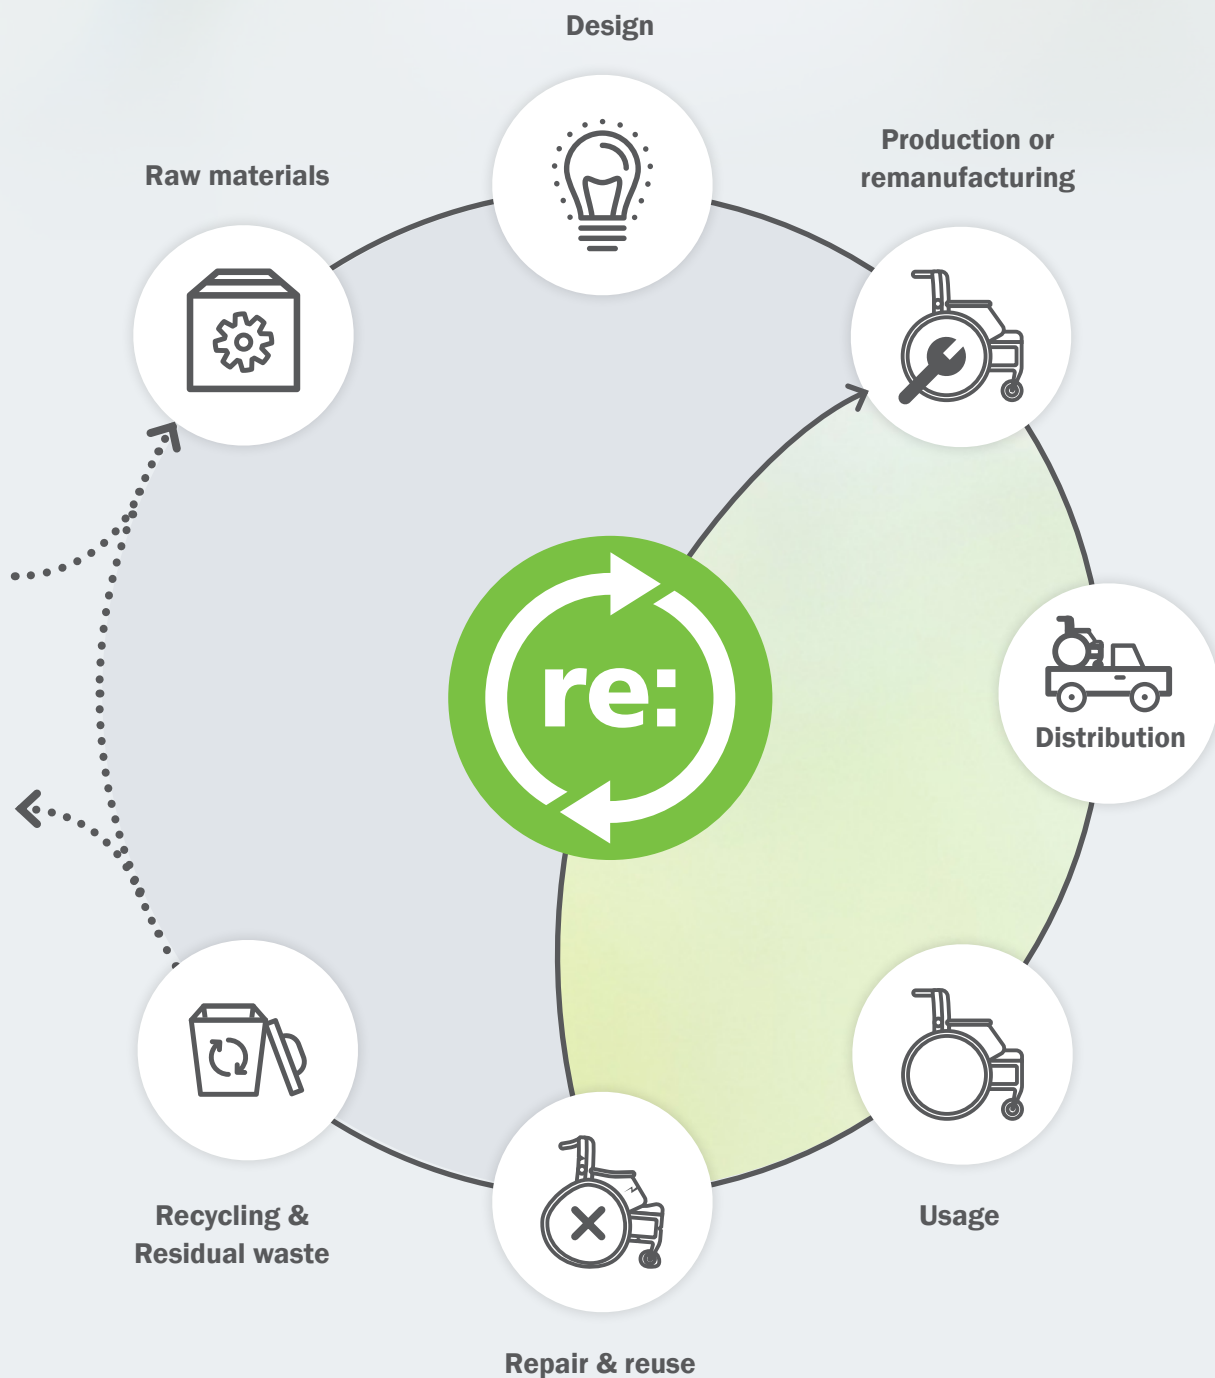 Design
Production or
remanufacturing
Raw materials
re:
Distribution
Recycling &
Residual waste
Usage
Repair & reuse